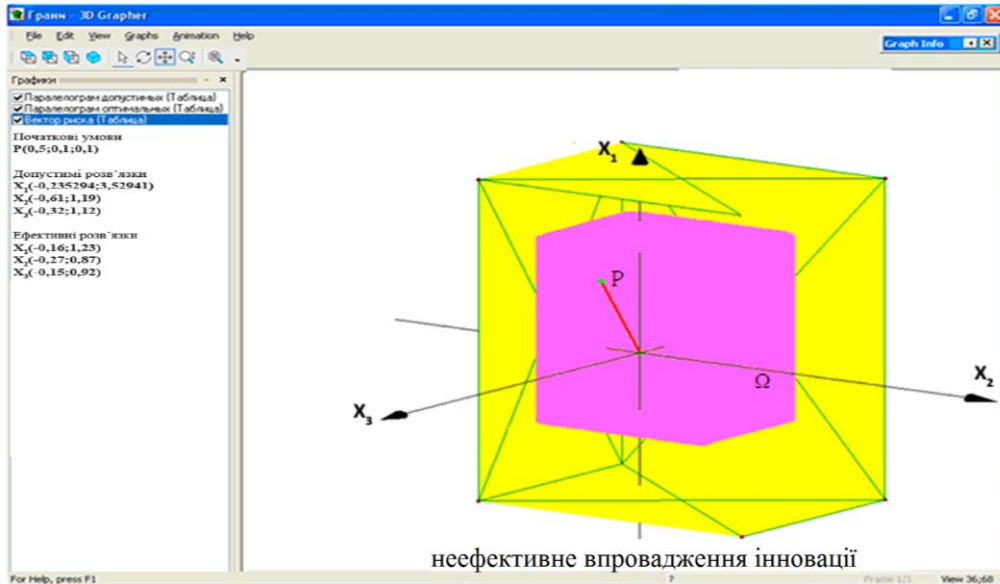 Грани - 3D Grapher
File Edit View Graphs Animation Help
Graph Info
Графики
Паралелограм допустимых (Таблица)
Паралелограм оптимальных (Таблица)
Вектор риска (Таблица)
Початкові умови
P(0,5;0,1;0,1)
Допустимі розв`язки
X₁(-0,235294;3,52941)
X₂(-0,61;1,19)
X₃(-0,32;1,12)
Ефективні розв`язки
X₁(-0,16;1,23)
X₂(-0,27;0,87)
X₃(-0,15;0,92)
X₁
P
X₂
Ω
X₃
неефективне впровадження інновації
For Help, press F1
?
Frame 1/1
View 36;68